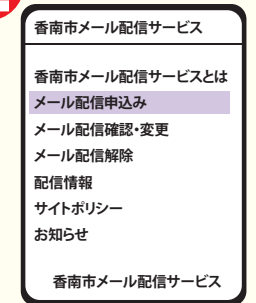 香南市メール配信サービス
香南市メール配信サービスとは
メール配信申込み
メール配信確認・変更
メール配信解除
配信情報
サイトポリシー
お知らせ
香南市メール配信サービス